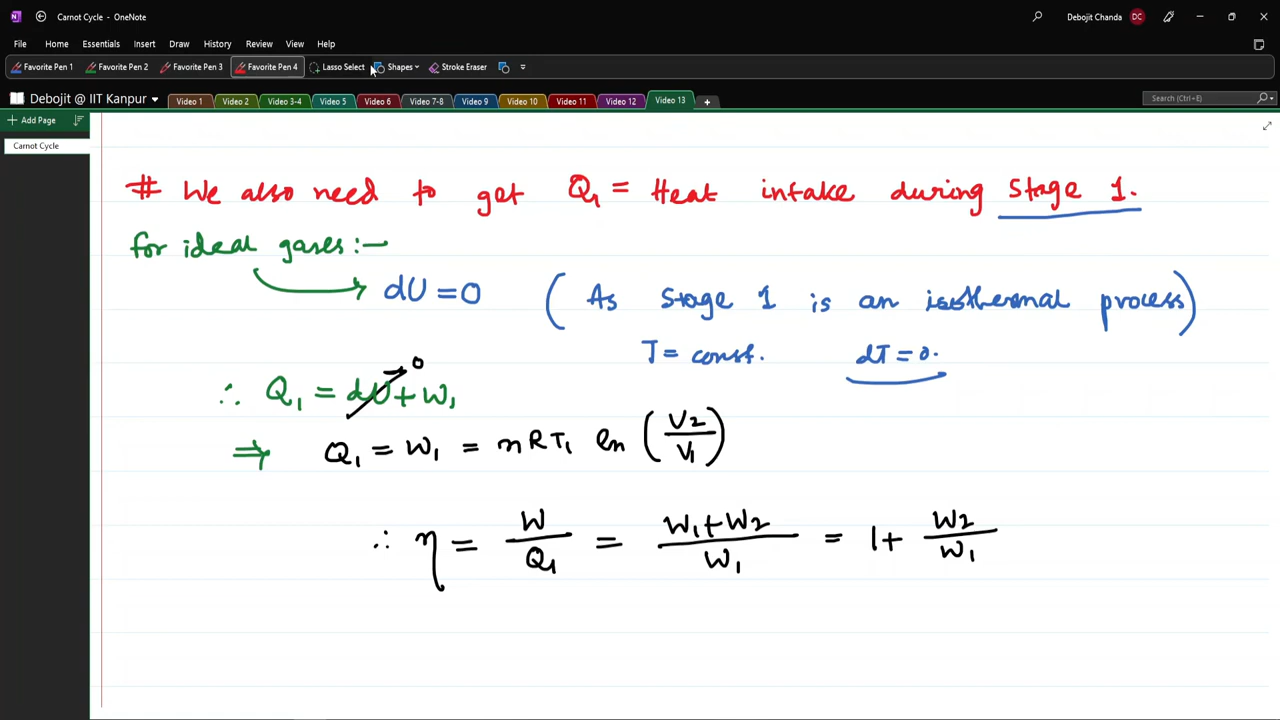 Carnot Cycle - OneNote
Debojit Chanda DC
File Home Essentials Insert Draw History Review View Help
Favorite Pen 1 Favorite Pen 2 Favorite Pen 3 Favorite Pen 4 Lasso Select Shapes Stroke Eraser
Debojit @ IIT Kanpur Video 1 Video 2 Video 3-4 Video 5 Video 6 Video 7-8 Video 9 Video 10 Video 11 Video 12 Video 13 + Search (Ctrl+E)
+ Add Page
Carnot Cycle
# We also need to get Q₁ = Heat intake during Stage 1.
for ideal gases :-
→ dU = 0 (As stage 1 is an isothermal process)
T = const. dT = 0.
∴ Q₁ = dU + W₁
0
⇒ Q₁ = W₁ = nRT₁ ln (V2/V₁)
∴ η = W/Q₁ = (W₁+W2)/W₁ = 1 + W2/W₁